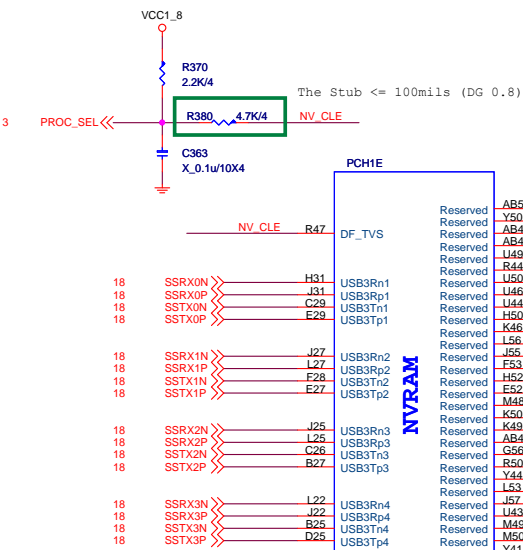 VCC1_8
R370
2.2K/4
The Stub <= 100mils (DG 0.8)
3 PROC_SEL R380 4.7K/4 NV_CLE
C363
X_0.1u/10X4
PCH1E
NV_CLE R47 DF_TVS
NVRAM
18 SSRX0N H31 USB3Rn1
18 SSRX0P J31 USB3Rp1
18 SSTX0N C29 USB3Tn1
18 SSTX0P E29 USB3Tp1
18 SSRX1N J27 USB3Rn2
18 SSRX1P L27 USB3Rp2
18 SSTX1N F28 USB3Tn2
18 SSTX1P E27 USB3Tp2
18 SSRX2N J25 USB3Rn3
18 SSRX2P L25 USB3Rp3
18 SSTX2N C26 USB3Tn3
18 SSTX2P B27 USB3Tp3
18 SSRX3N L22 USB3Rn4
18 SSRX3P J22 USB3Rp4
18 SSTX3N B25 USB3Tn4
18 SSTX3P D25 USB3Tp4
Reserved AB5
Reserved Y50
Reserved AB4
Reserved AB4
Reserved U49
Reserved R44
Reserved U50
Reserved U46
Reserved U44
Reserved H50
Reserved K46
Reserved L56
Reserved J55
Reserved F53
Reserved H52
Reserved E52
Reserved M48
Reserved K50
Reserved K49
Reserved AB4
Reserved G56
Reserved R50
Reserved Y44
Reserved L53
Reserved J57
Reserved U43
Reserved M49
Reserved M50
Y41